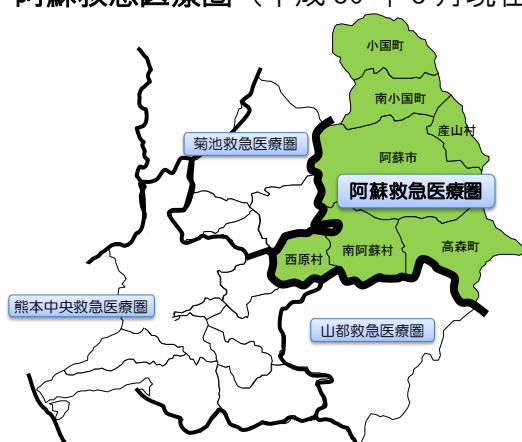 阿蘇救急医療圏（平成 30 年 3 月現在
小国町
南小国町
産山村
菊池救急医療圏
阿蘇市
阿蘇救急医療圏
西原村
南阿蘇村
高森町
熊本中央救急医療圏
山都救急医療圏